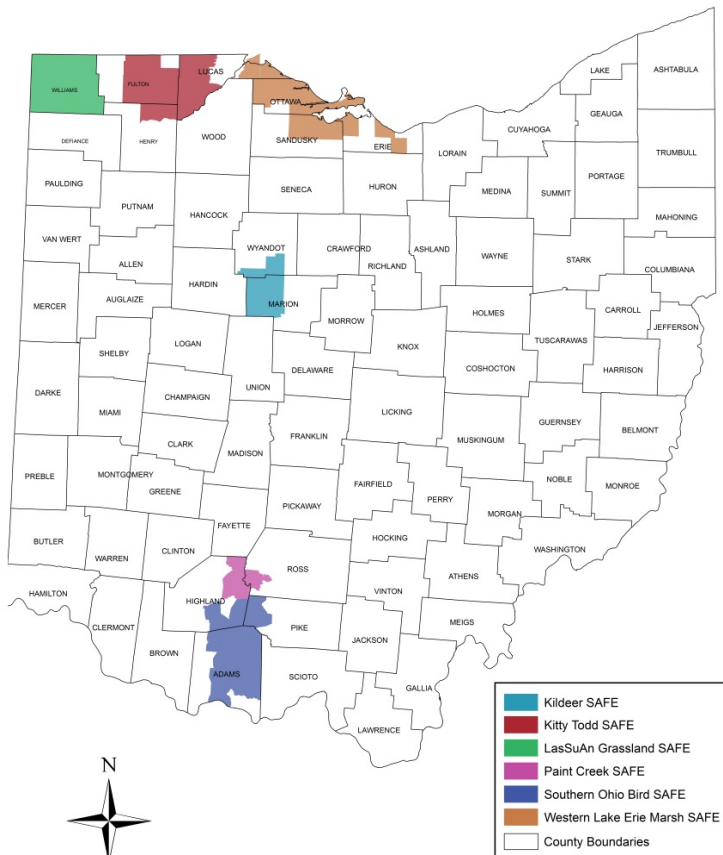 LAKE
ASHTABULA
LUCAS
FULTON
WILLIAMS
OTTAWA
GEAUGA
CUYAHOGA
WOOD
SANDUSKY
ERIE
LORAIN
TRUMBULL
DEFIANCE
HENRY
PORTAGE
SUMMIT
MEDINA
PAULDING
SENECA
HURON
PUTNAM
HANCOCK
MAHONING
VAN WERT
WYANDOT
CRAWFORD
ASHLAND
WAYNE
STARK
ALLEN
RICHLAND
COLUMBIANA
HARDIN
MERCER
AUGLAIZE
MARION
MORROW
HOLMES
CARROLL
JEFFERSON
TUSCARAWAS
LOGAN
KNOX
SHELBY
COSHOCTON
HARRISON
DELAWARE
UNION
DARKE
CHAMPAIGN
MIAMI
LICKING
GUERNSEY
BELMONT
FRANKLIN
MUSKINGUM
CLARK
MADISON
PREBLE
MONTGOMERY
GREENE
FAIRFIELD
PERRY
NOBLE
MONROE
PICKAWAY
MORGAN
FAYETTE
BUTLER
WARREN
CLINTON
HOCKING
WASHINGTON
ROSS
ATHENS
HAMILTON
HIGHLAND
VINTON
CLERMONT
PIKE
MEIGS
JACKSON
BROWN
ADAMS
SCIOTO
GALLIA
LAWRENCE
N
Kildeer SAFE
Kitty Todd SAFE
LasSuAn Grassland SAFE
Paint Creek SAFE
Southern Ohio Bird SAFE
Western Lake Erie Marsh SAFE
County Boundaries